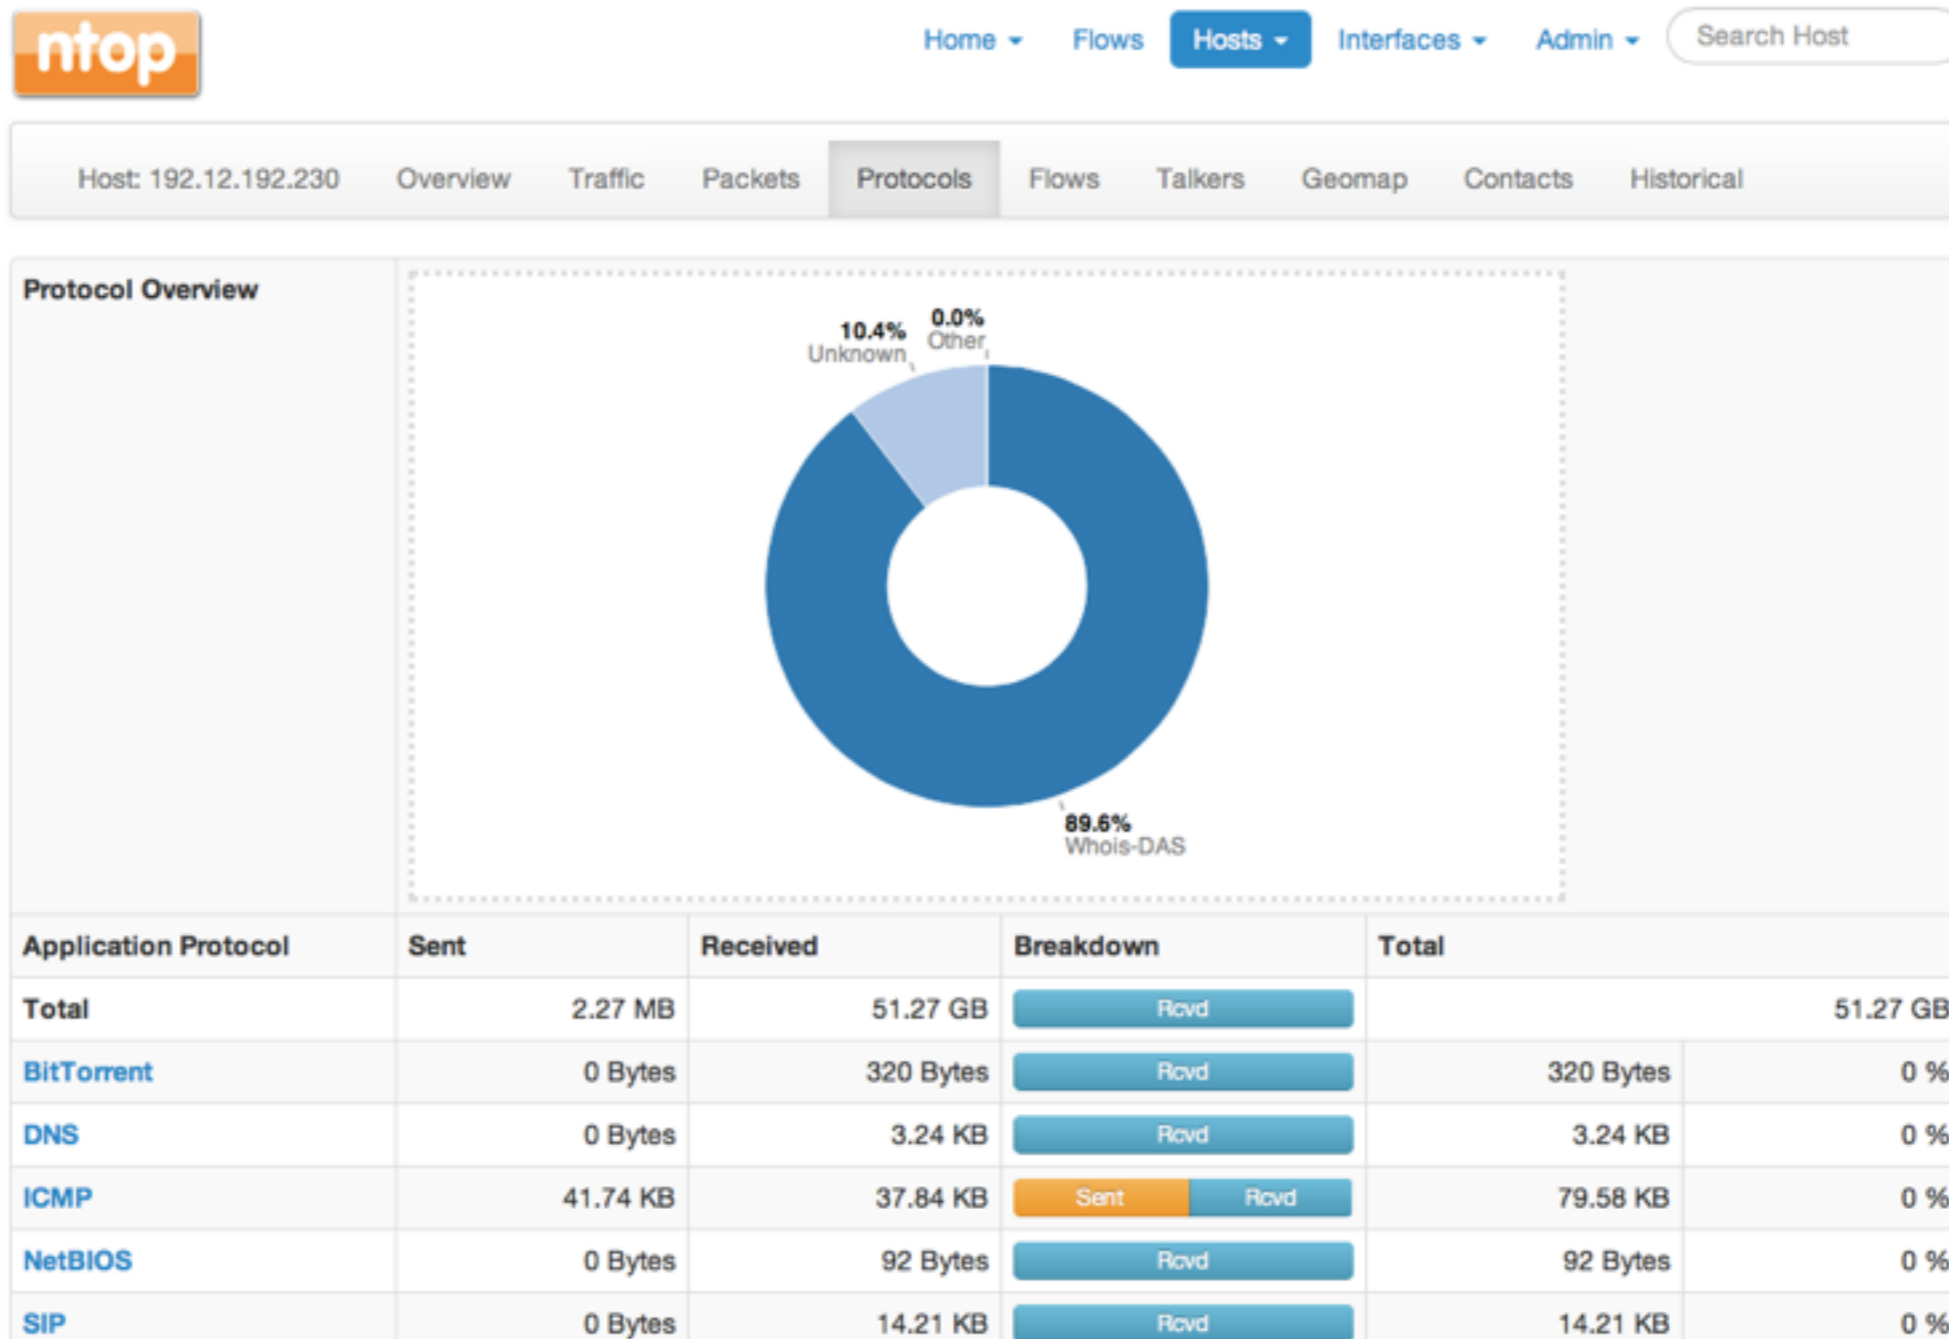 ntop
Home Flows Hosts Interfaces Admin Search Host
Host: 192.12.192.230 Overview Traffic Packets Protocols Flows Talkers Geomap Contacts Historical
Protocol Overview
10.4%
Unknown
0.0%
Other
89.6%
Whois-DAS
Application Protocol Sent Received Breakdown Total
Total 2.27 MB 51.27 GB Rcvd 51.27 GB
BitTorrent 0 Bytes 320 Bytes Rcvd 320 Bytes 0 %
DNS 0 Bytes 3.24 KB Rcvd 3.24 KB 0 %
ICMP 41.74 KB 37.84 KB Sent Rcvd 79.58 KB 0 %
NetBIOS 0 Bytes 92 Bytes Rcvd 92 Bytes 0 %
SIP 0 Bytes 14.21 KB Rcvd 14.21 KB 0 %